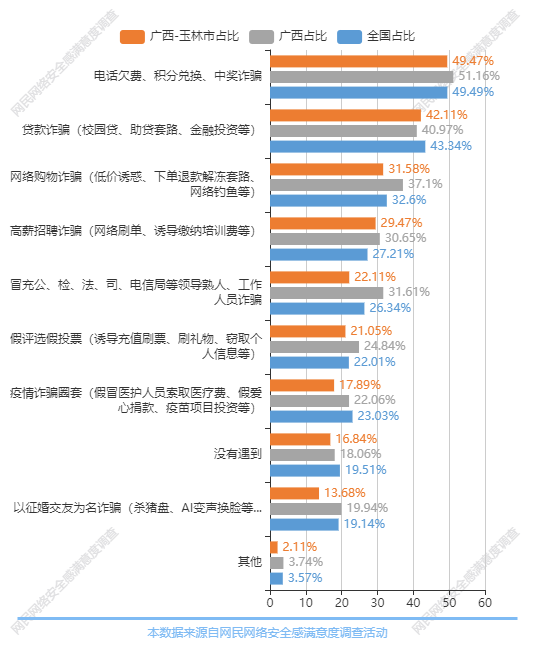 网民网络安全感满意度调查
网民网络安全感满意度调查
广西-玉林市占比
广西占比
全国占比
电话欠费、积分兑换、中奖诈骗
49.47%
51.16%
49.49%
贷款诈骗（校园贷、助贷套路、金融投资等）
42.11%
40.97%
43.34%
网络购物诈骗（低价诱惑、下单退款解冻套路、
网络钓鱼等）
31.58%
37.1%
32.6%
高薪招聘诈骗（网络刷单、诱导缴纳培训费等）
29.47%
30.65%
27.21%
冒充公、检、法、司、电信局等领导熟人、工作
人员诈骗
22.11%
31.61%
26.34%
假评选假投票（诱导充值刷票、刷礼物、窃取个
人信息等）
21.05%
24.84%
22.01%
疫情诈骗圈套（假冒医护人员索取医疗费、假爱
心捐款、疫苗项目投资等）
17.89%
22.06%
23.03%
没有遇到
16.84%
18.06%
19.51%
以征婚交友为名诈骗（杀猪盘、AI变声换脸等...
13.68%
19.94%
19.14%
其他
2.11%
3.74%
3.57%
0 10 20 30 40 50 60
网民网络安全感满意度调查
网民网络安全感满意度调查
本数据来源自网民网络安全感满意度调查活动